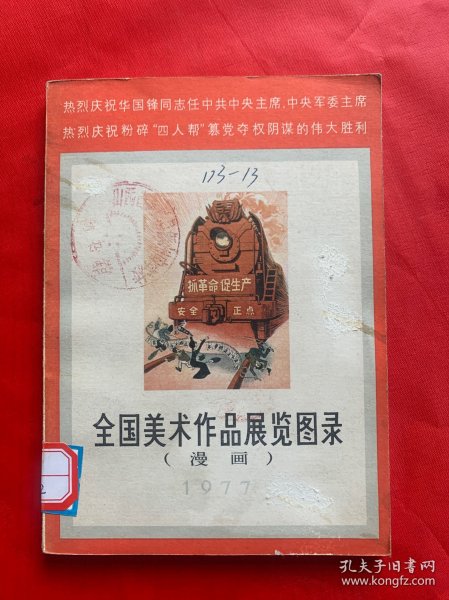 热烈庆祝华国锋同志任中共中央主席，中央军委主席
热烈庆祝粉碎“四人帮”篡党夺权阴谋的伟大胜利
123-13
抓革命 促生产
安全 正点
全国美术作品展览图录
（漫画）
1977
2
孔夫子旧书网
www.kongfz.com